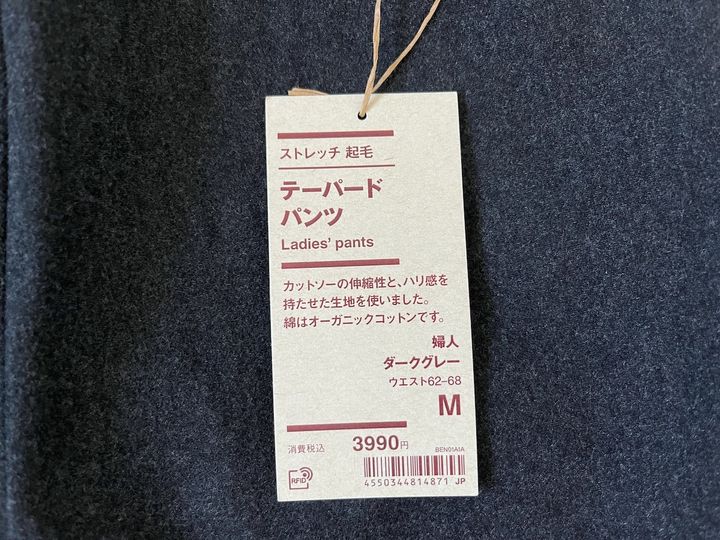 ストレッチ 起毛
テーパード
パンツ
Ladies' pants
カットソーの伸縮性と、ハリ感を
持たせた生地を使いました。
綿はオーガニックコットンです。
婦人
ダークグレー
ウエスト62–68
M
消費税込 3990円
BEN01A1A
RFID
4550344814871 JP